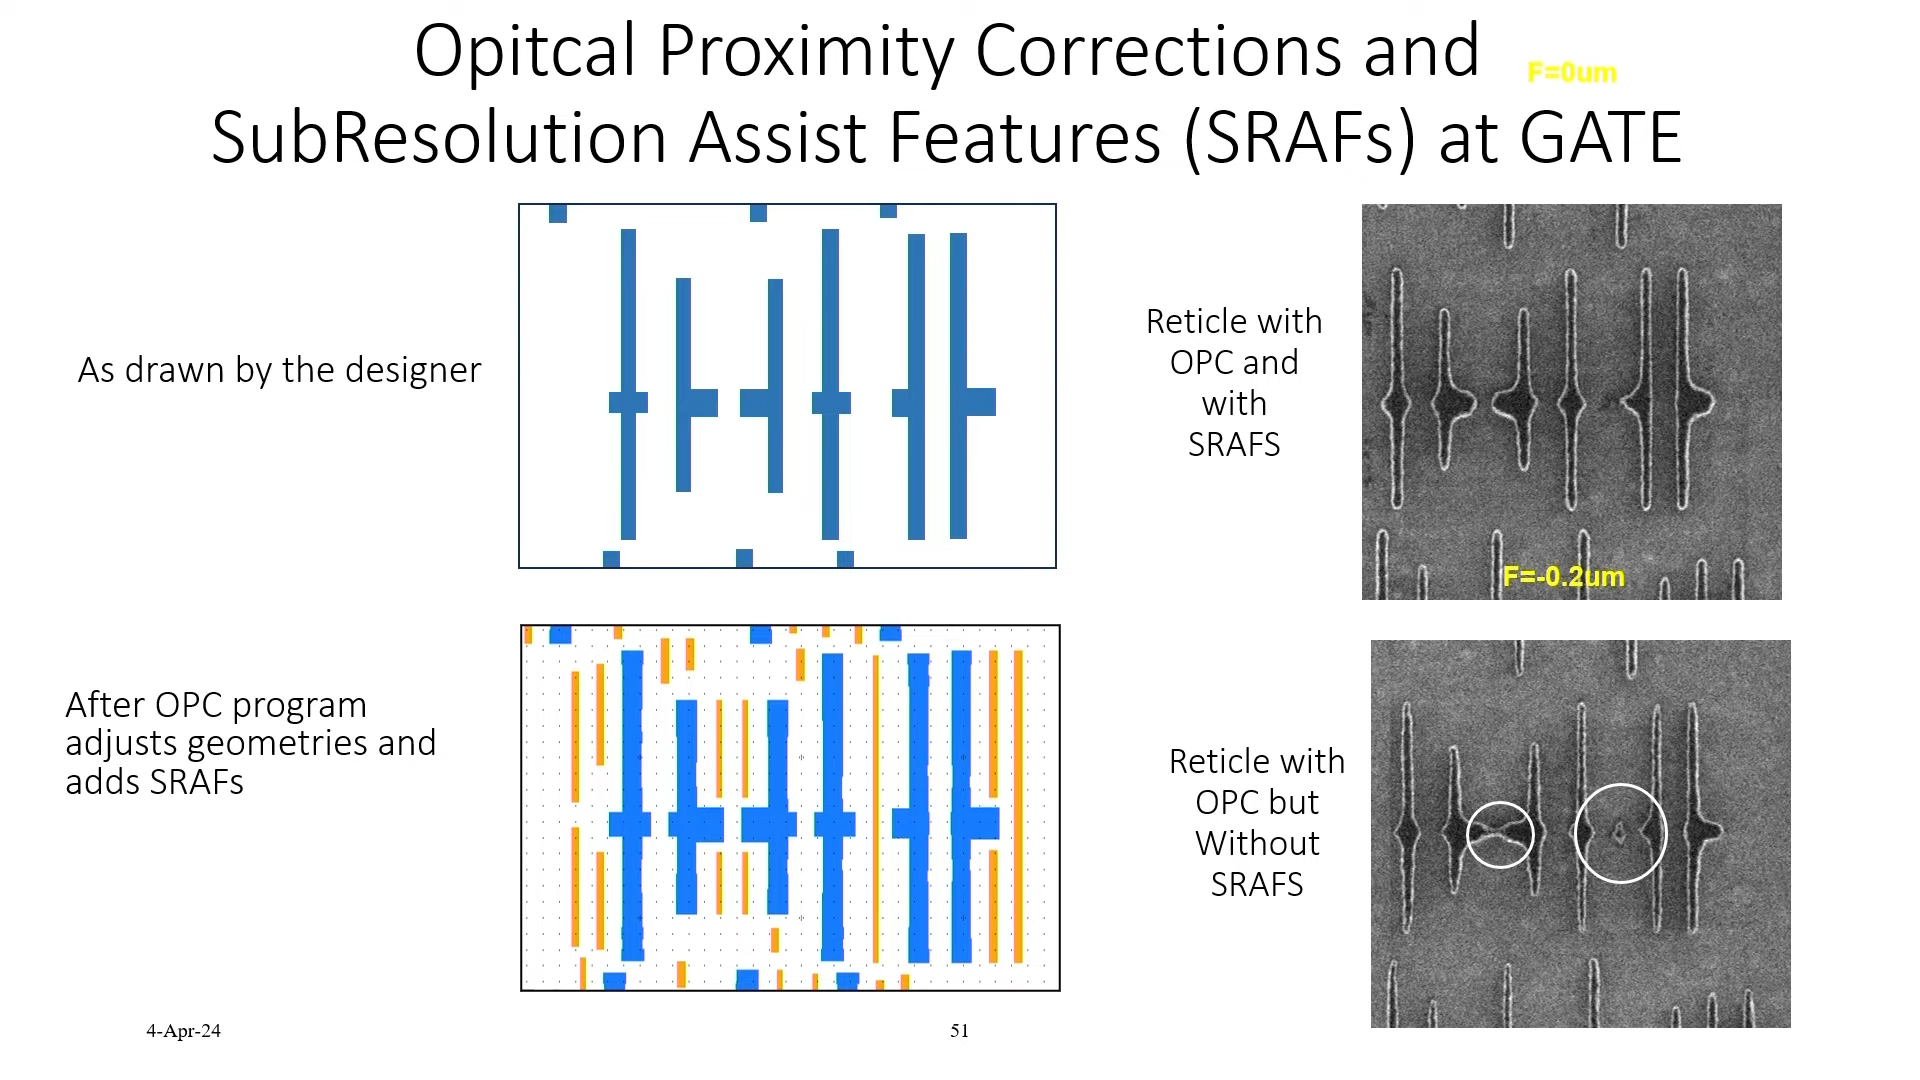 Opitcal Proximity Corrections and
F=0um
SubResolution Assist Features (SRAFs) at GATE
As drawn by the designer
Reticle with
OPC and
with
SRAFS
F=-0.2um
After OPC program
adjusts geometries and
adds SRAFs
Reticle with
OPC but
Without
SRAFS
4-Apr-24
51